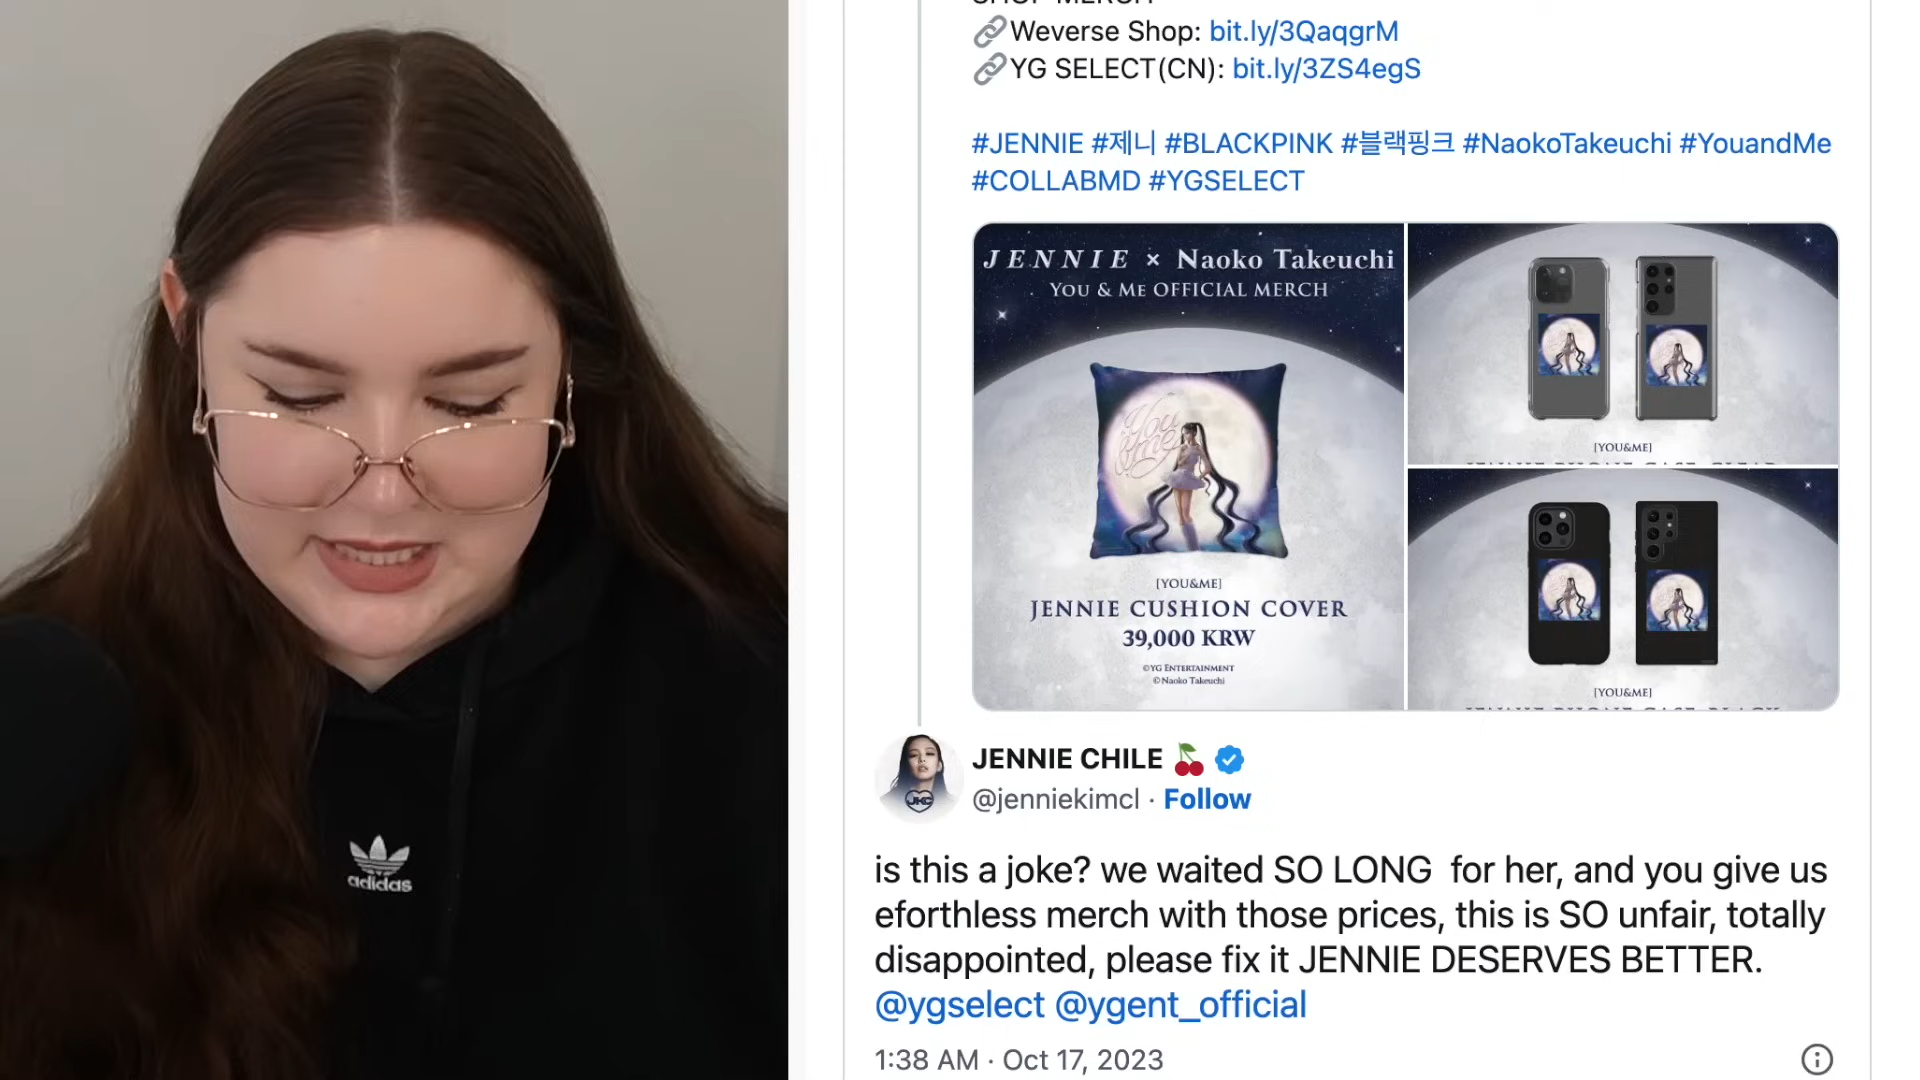 Weverse Shop: bit.ly/3QaqgrM
YG SELECT(CN): bit.ly/3ZS4egS
#JENNIE #제니 #BLACKPINK #블랙핑크 #NaokoTakeuchi #YouandMe
#COLLABMD #YGSELECT
JENNIE × Naoko Takeuchi
YOU & ME OFFICIAL MERCH
You
& me
[YOU&ME]
JENNIE CUSHION COVER
39,000 KRW
©YG ENTERTAINMENT
©Naoko Takeuchi
[YOU&ME]
[YOU&ME]
adidas
JKC
JENNIE CHILE
@jenniekimcl · Follow
is this a joke? we waited SO LONG for her, and you give us
eforthless merch with those prices, this is SO unfair, totally
disappointed, please fix it JENNIE DESERVES BETTER.
@ygselect @ygent_official
1:38 AM · Oct 17, 2023